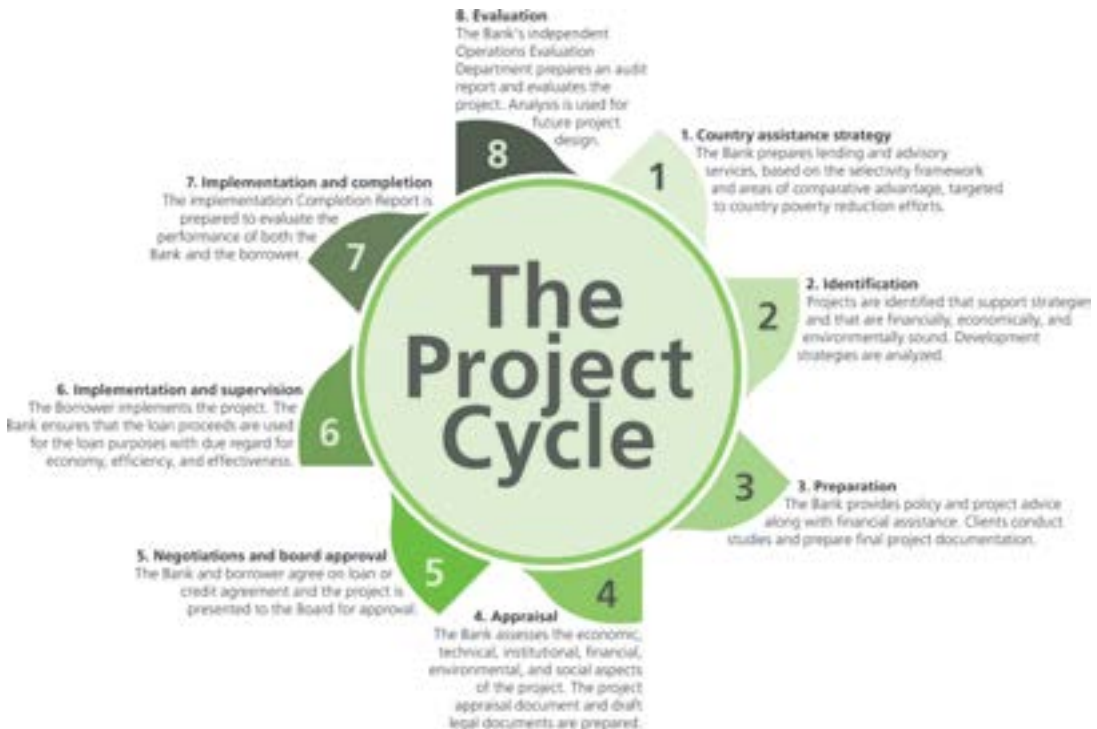 8. Evaluation
The Bank's independent
Operations Evaluation
Department prepares an audit
report and evaluates the
project. Analysis is used for
future project
design.
8
1. Country assistance strategy
The Bank prepares lending and advisory
services, based on the selectivity framework
and areas of comparative advantage, targeted
to country poverty reduction efforts.
1
2. Identification
Projects are identified that support strategies
and that are financially, economically, and
environmentally sound. Development
strategies are analyzed.
2
3. Preparation
The Bank provides policy and project advice
along with financial assistance. Clients conduct
studies and prepare final project documentation.
3
4
4. Appraisal
The Bank assesses the economic,
technical, institutional, financial,
environmental, and social aspects
of the project. The project
appraisal document and draft
legal documents are prepared.
5. Negotiations and board approval
The Bank and borrower agree on loan or
credit agreement and the project is
presented to the Board for approval.
5
6. Implementation and supervision
The Borrower implements the project. The
Bank ensures that the loan proceeds are used
for the loan purposes with due regard for
economy, efficiency, and effectiveness.
6
7. Implementation and completion
The implementation Completion Report is
prepared to evaluate the
performance of both the
Bank and the borrower.
7
The
Project
Cycle